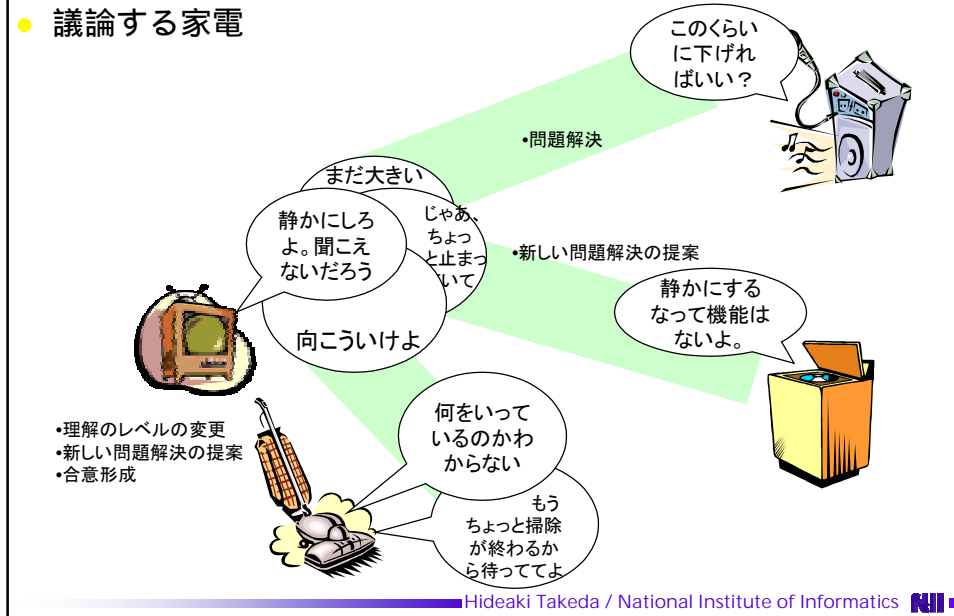 • 議論する家電
このくらい
に下げれ
ばいい？
•問題解決
まだ大きい
静かにしろ
よ。聞こえ
ないだろう
じゃあ、
ちょっ
と止まっ
ていて
•新しい問題解決の提案
静かにする
なって機能は
ないよ。
向こういけよ
•理解のレベルの変更
•新しい問題解決の提案
•合意形成
何をいって
いるのかわ
からない
もう
ちょっと掃除
が終わるか
ら待っててよ
Hideaki Takeda / National Institute of Informatics
NII